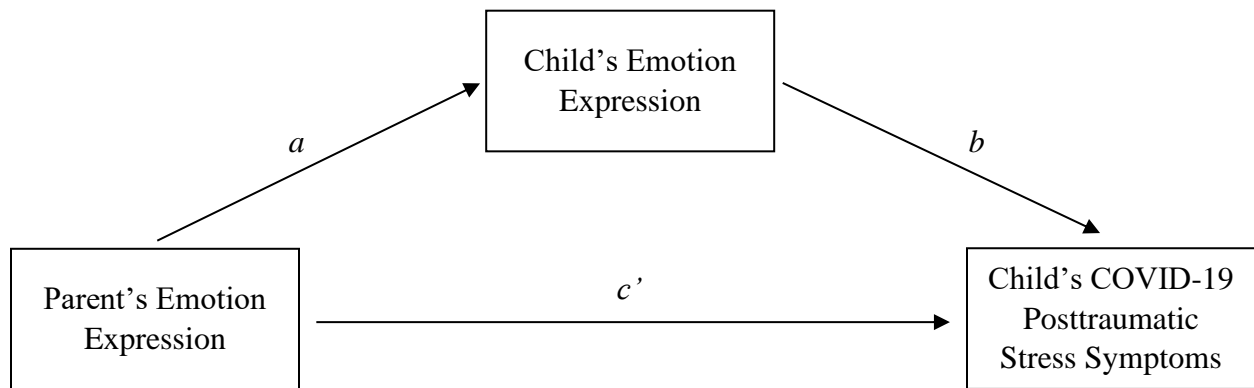 Child’s Emotion
Expression
a
b
Parent’s Emotion
Expression
c’
Child’s COVID-19
Posttraumatic
Stress Symptoms